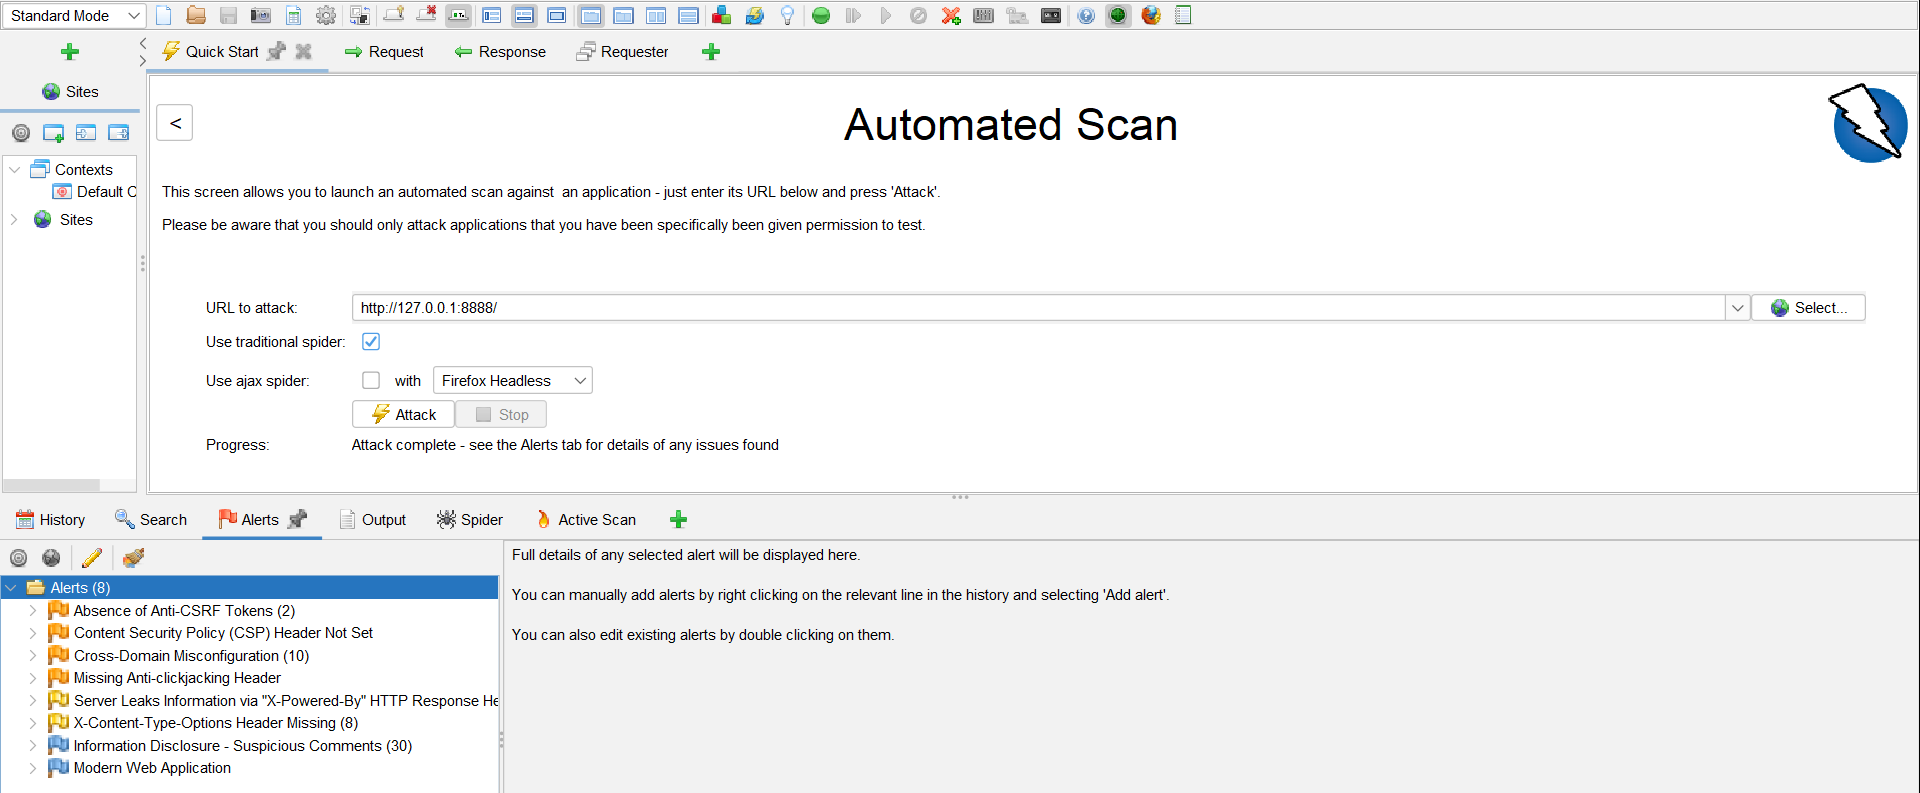 Standard Mode
Quick Start
Request
Response
Requester
Sites
<
Automated Scan
Contexts
Default C
Sites
This screen allows you to launch an automated scan against  an application - just enter its URL below and press 'Attack'.
Please be aware that you should only attack applications that you have been specifically been given permission to test.
URL to attack:
http://127.0.0.1:8888/
Select...
Use traditional spider:
Use ajax spider:
with
Firefox Headless
Attack
Stop
Progress:
Attack complete - see the Alerts tab for details of any issues found
History
Search
Alerts
Output
Spider
Active Scan
Alerts (8)
Absence of Anti-CSRF Tokens (2)
Content Security Policy (CSP) Header Not Set
Cross-Domain Misconfiguration (10)
Missing Anti-clickjacking Header
Server Leaks Information via "X-Powered-By" HTTP Response He
X-Content-Type-Options Header Missing (8)
Information Disclosure - Suspicious Comments (30)
Modern Web Application
Full details of any selected alert will be displayed here.
You can manually add alerts by right clicking on the relevant line in the history and selecting 'Add alert'.
You can also edit existing alerts by double clicking on them.